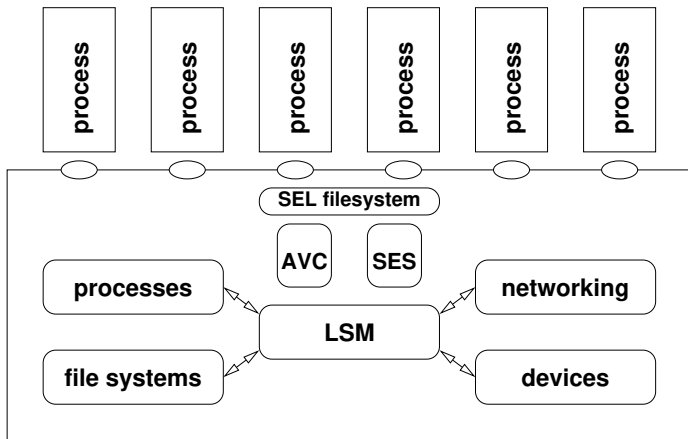 process
process
process
process
process
process
SEL filesystem
AVC
SES
processes
networking
LSM
file systems
devices